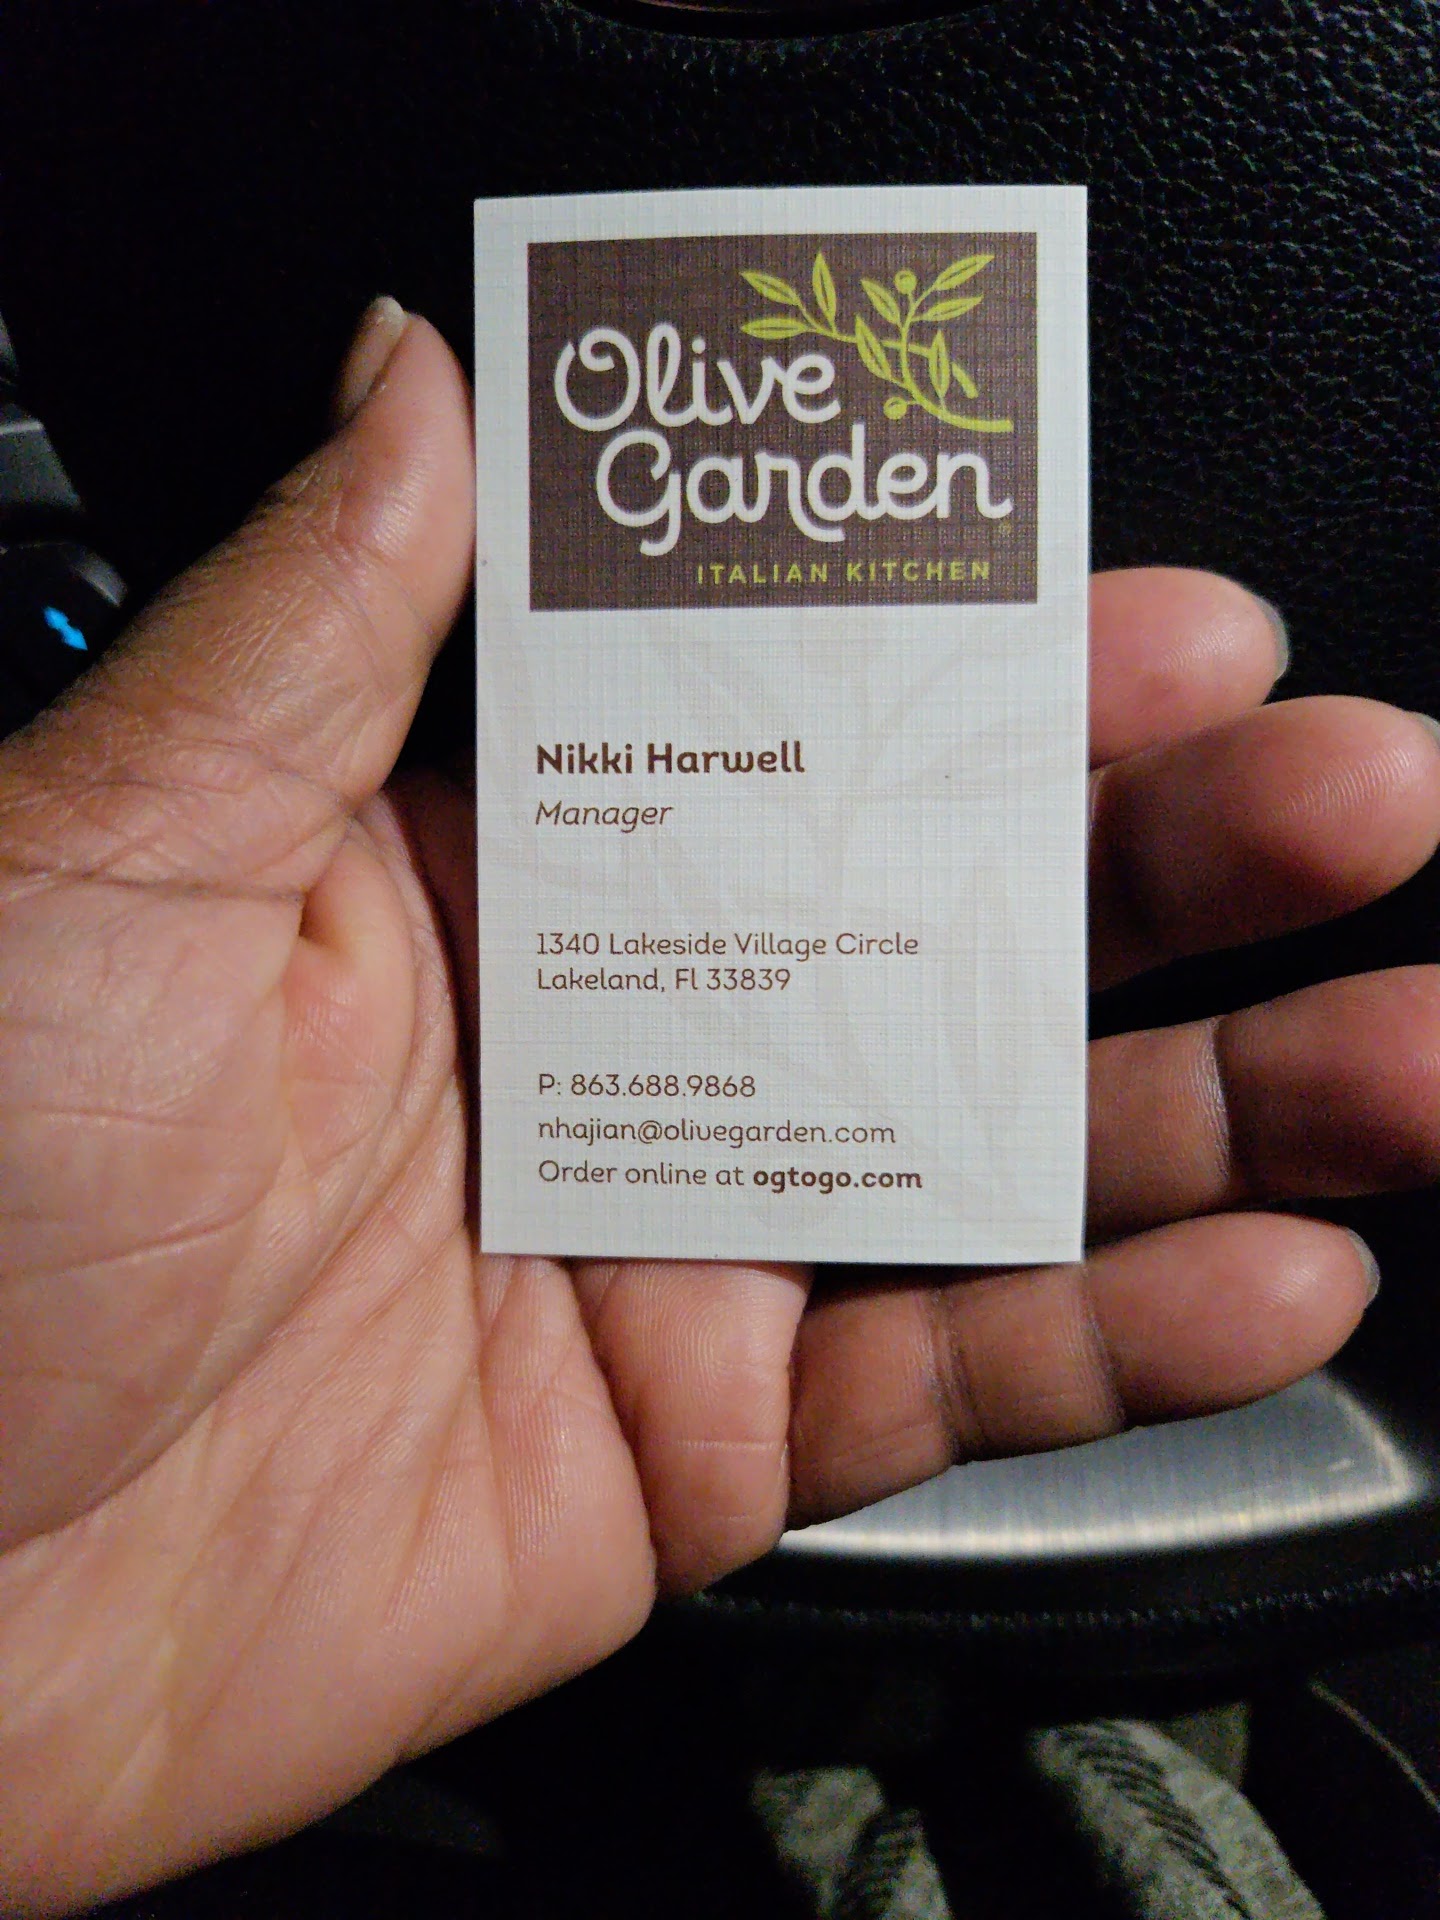 Olive
Garden
ITALIAN KITCHEN
Nikki Harwell
Manager
1340 Lakeside Village Circle
Lakeland, Fl 33839
P: 863.688.9868
nhajian@olivegarden.com
Order online at ogtogo.com